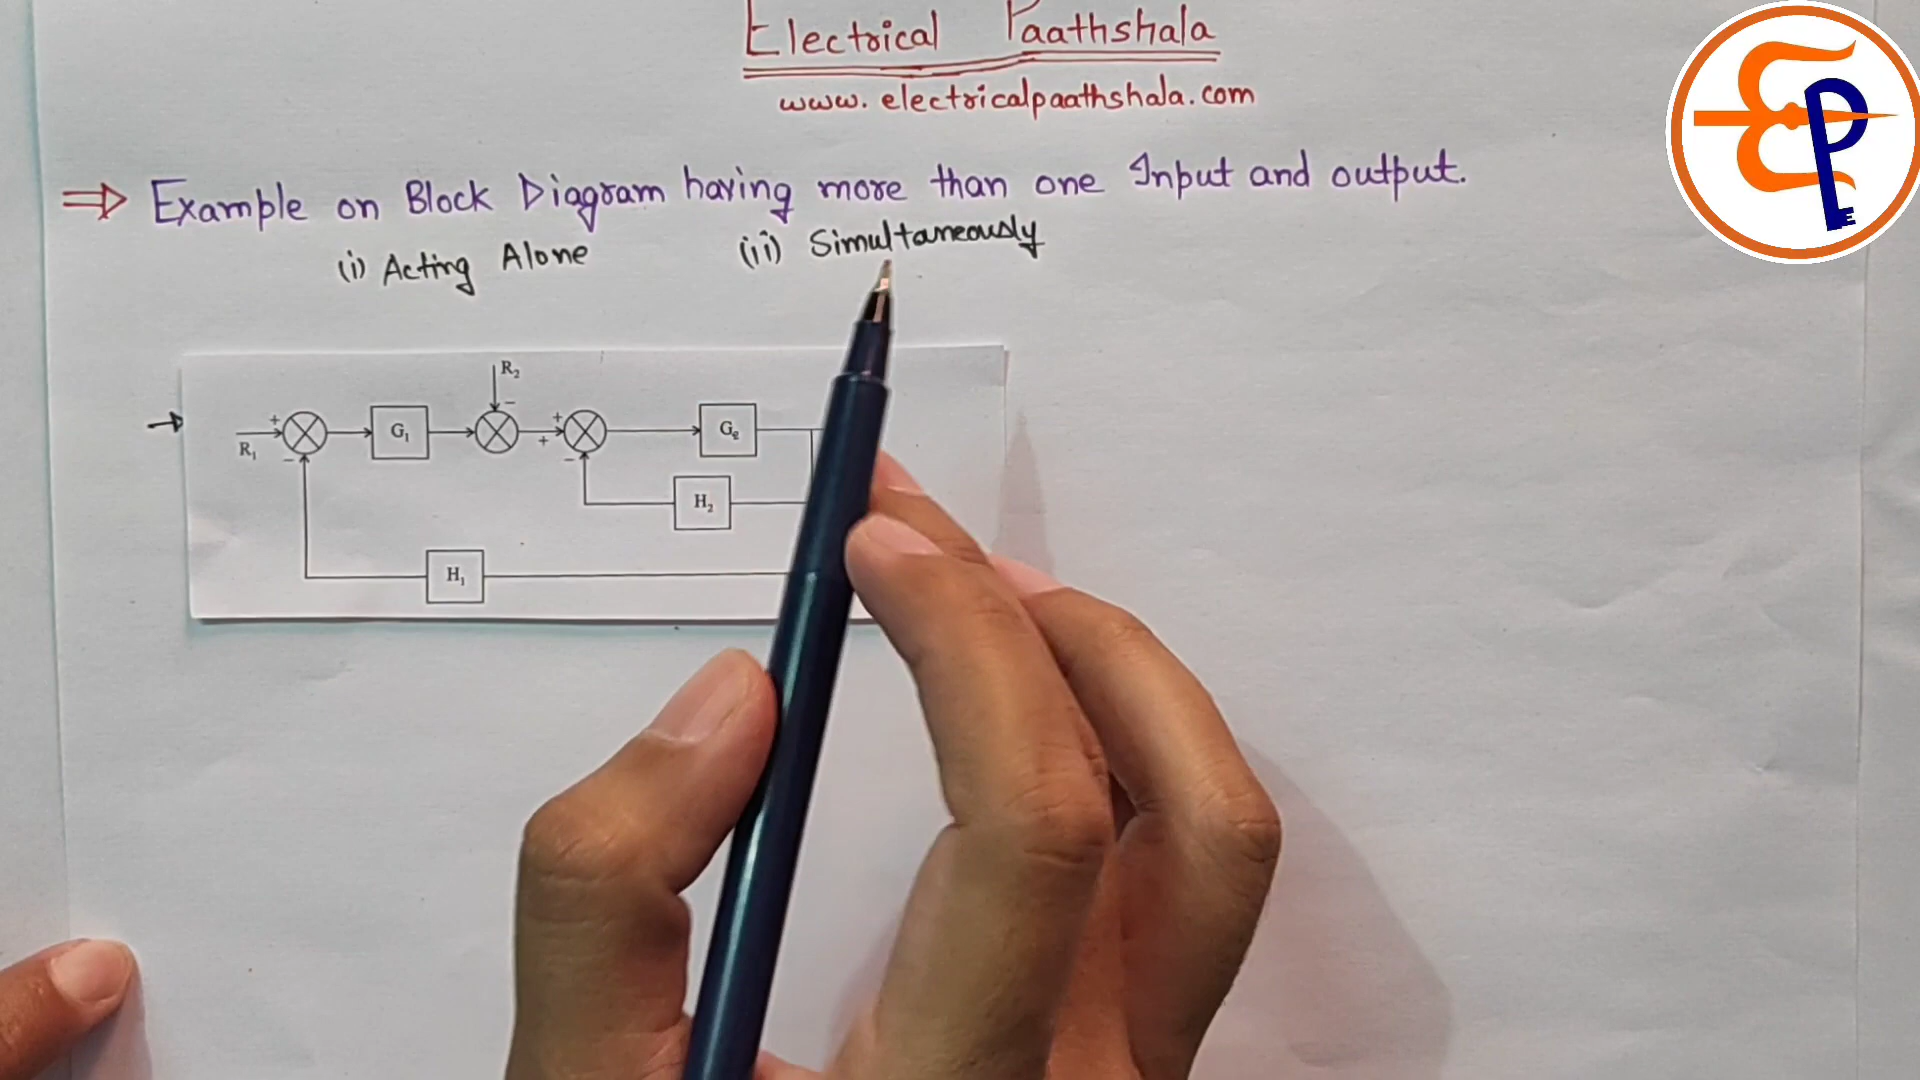 Electrical Paathshala
www.electricalpaathshala.com
⇒ Example on Block Diagram having more than one Input and output.
(i) Acting Alone (ii) Simultaneously
R₂
R₁ + − G₁ − + + − G₂
H₂
H₁
EP